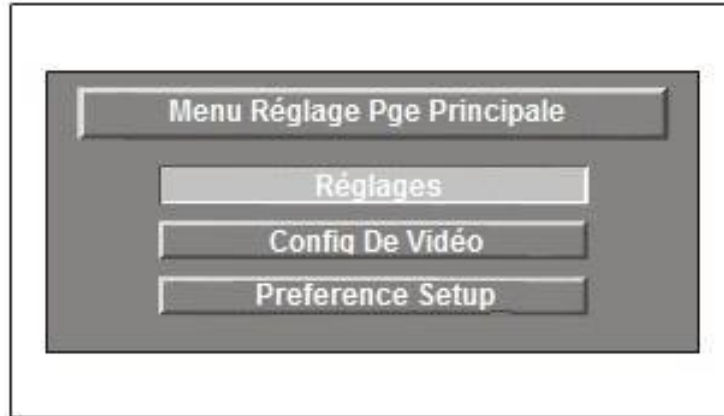 Menu Réglage Pge Principale
Réglages
Config De Vidéo
Preference Setup